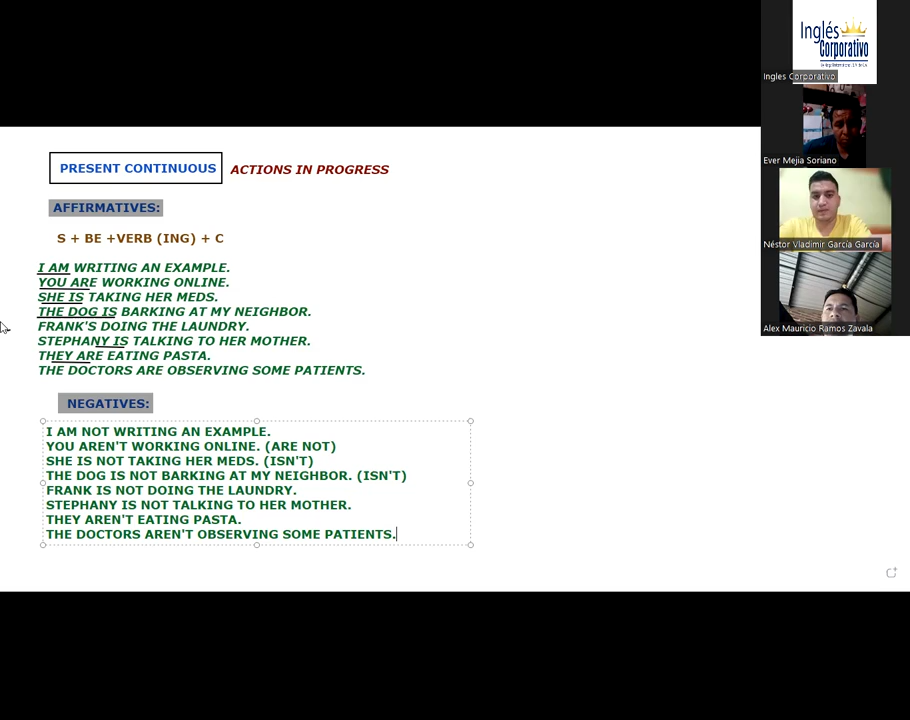 PRESENT CONTINUOUS
ACTIONS IN PROGRESS
AFFIRMATIVES:
S + BE +VERB (ING) + C
I AM WRITING AN EXAMPLE.
YOU ARE WORKING ONLINE.
SHE IS TAKING HER MEDS.
THE DOG IS BARKING AT MY NEIGHBOR.
FRANK'S DOING THE LAUNDRY.
STEPHANY IS TALKING TO HER MOTHER.
THEY ARE EATING PASTA.
THE DOCTORS ARE OBSERVING SOME PATIENTS.
NEGATIVES:
I AM NOT WRITING AN EXAMPLE.
YOU AREN'T WORKING ONLINE. (ARE NOT)
SHE IS NOT TAKING HER MEDS. (ISN'T)
THE DOG IS NOT BARKING AT MY NEIGHBOR. (ISN'T)
FRANK IS NOT DOING THE LAUNDRY.
STEPHANY IS NOT TALKING TO HER MOTHER.
THEY AREN'T EATING PASTA.
THE DOCTORS AREN'T OBSERVING SOME PATIENTS.
Inglés
Corporativo
Ingles Corporativo
Ever Mejia Soriano
Néstor Vladimir García García
Alex Mauricio Ramos Zavala